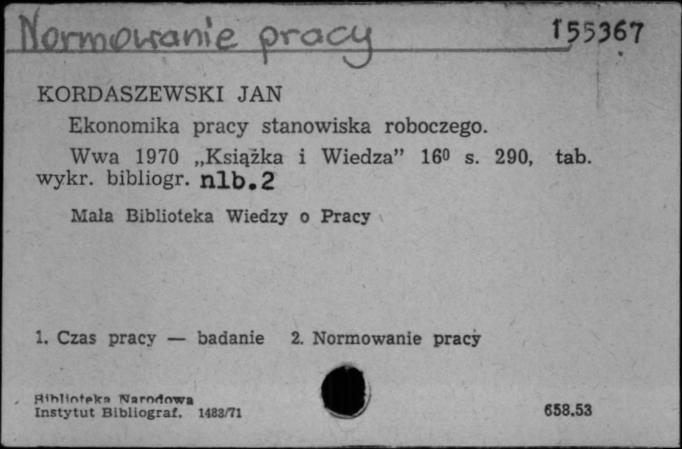 Normowanie pracy 155367
KORDASZEWSKI JAN
Ekonomika pracy stanowiska roboczego.
Wwa 1970 „Książka i Wiedza” 16⁰ s. 290, tab.
wykr. bibliogr. nlb.2
Mała Biblioteka Wiedzy o Pracy
1. Czas pracy — badanie 2. Normowanie pracy
Biblioteka Narodowa
Instytut Bibliograf. 1483/71 658.53